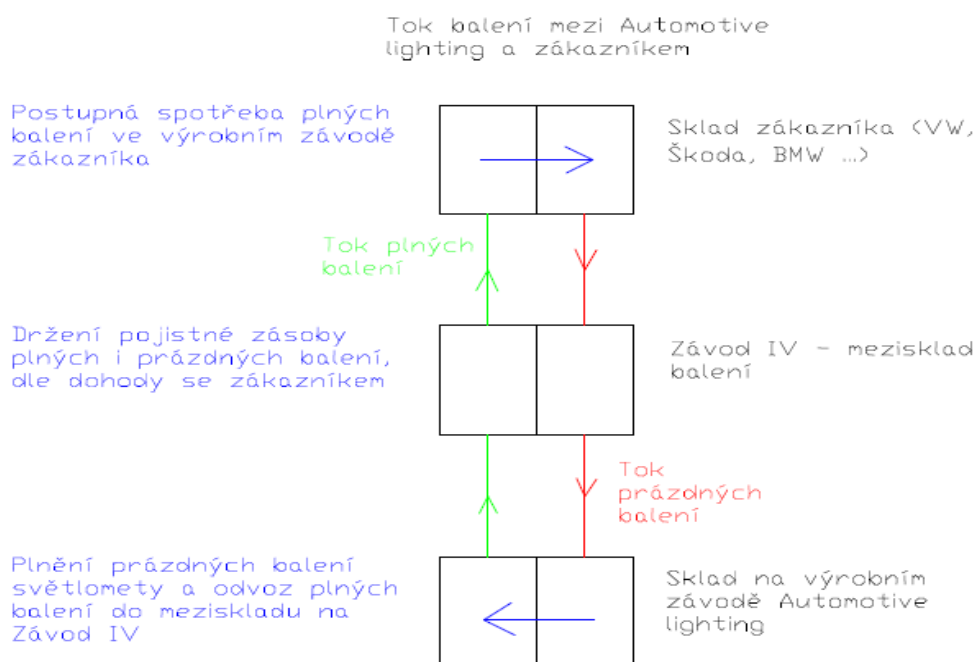 Tok balení mezi Automotive
lighting a zákazníkem
Postupná spotřeba plných
balení ve výrobním závodě
zákazníka
Sklad zákazníka (VW,
Škoda, BMW ...)
Tok plných
balení
Držení pojistné zásoby
plných i prázdných balení,
dle dohody se zákazníkem
Závod IV - mezisklad
balení
Tok
prázdných
balení
Plnění prázdných balení
světlomety a odvoz plných
balení do meziskladu na
Závod IV
Sklad na výrobním
závodě Automotive
lighting